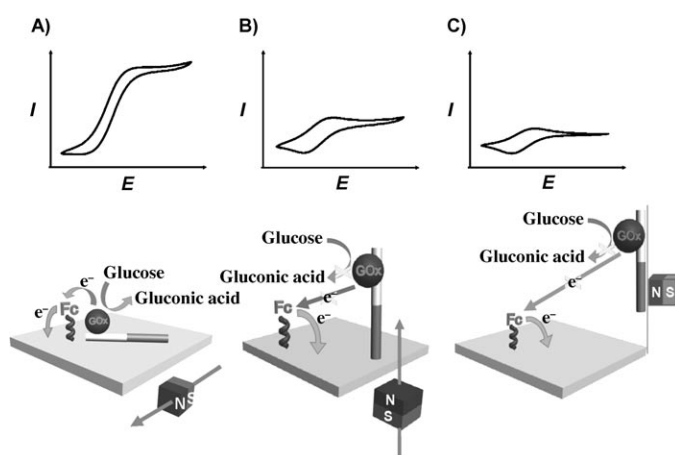 A)
B)
C)
I
E
I
E
I
E
Glucose
e⁻
Gluconic acid
e⁻
Fc
GOx
N S
Glucose
GOx
Gluconic acid
e⁻
Fc
e⁻
N
S
Glucose
GOx
Gluconic acid
e⁻
N S
Fc
e⁻